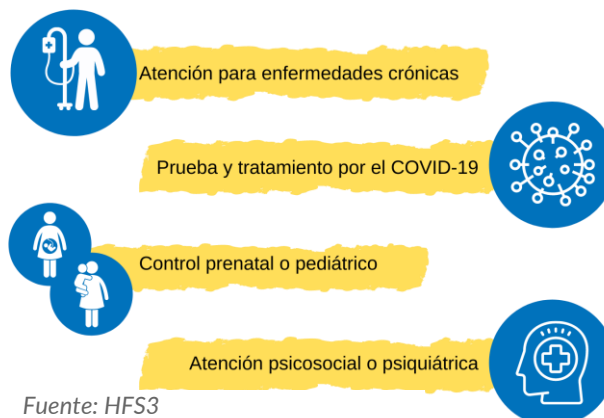 Atención para enfermedades crónicas
Prueba y tratamiento por el COVID-19
Control prenatal o pediátrico
Atención psicosocial o psiquiátrica
Fuente: HFS3